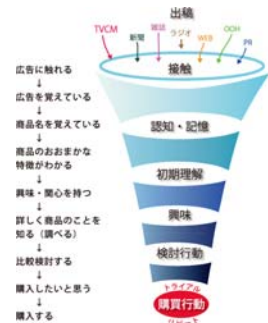 出稿
TVCM
新聞
雑誌
ラジオ
WEB
OOH
PR
広告に触れる
↓
広告を覚えている
↓
商品名を覚えている
↓
商品のおおまかな
特徴がわかる
↓
興味・関心を持つ
↓
詳しく商品のことを
知る(調べる)
↓
比較検討する
↓
購入したいと思う
↓
購入する
接触
認知・記憶
初期理解
興味
検討行動
トライアル
購買行動
リピート